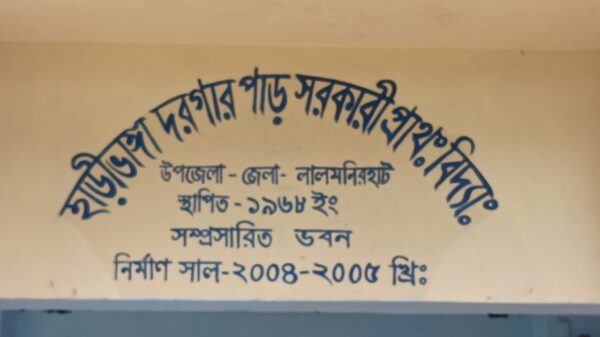 হাড়ীভাঙ্গা দরগার পাড় সরকারী প্রাথঃ বিদ্যাঃ
উপজেলা - জেলা - লালমনিরহাট
স্থাপিত - ১৯৬৮ ইং
সম্প্রসারিত ভবন
নির্মাণ সাল - ২০০৪-২০০৫ খ্রিঃ